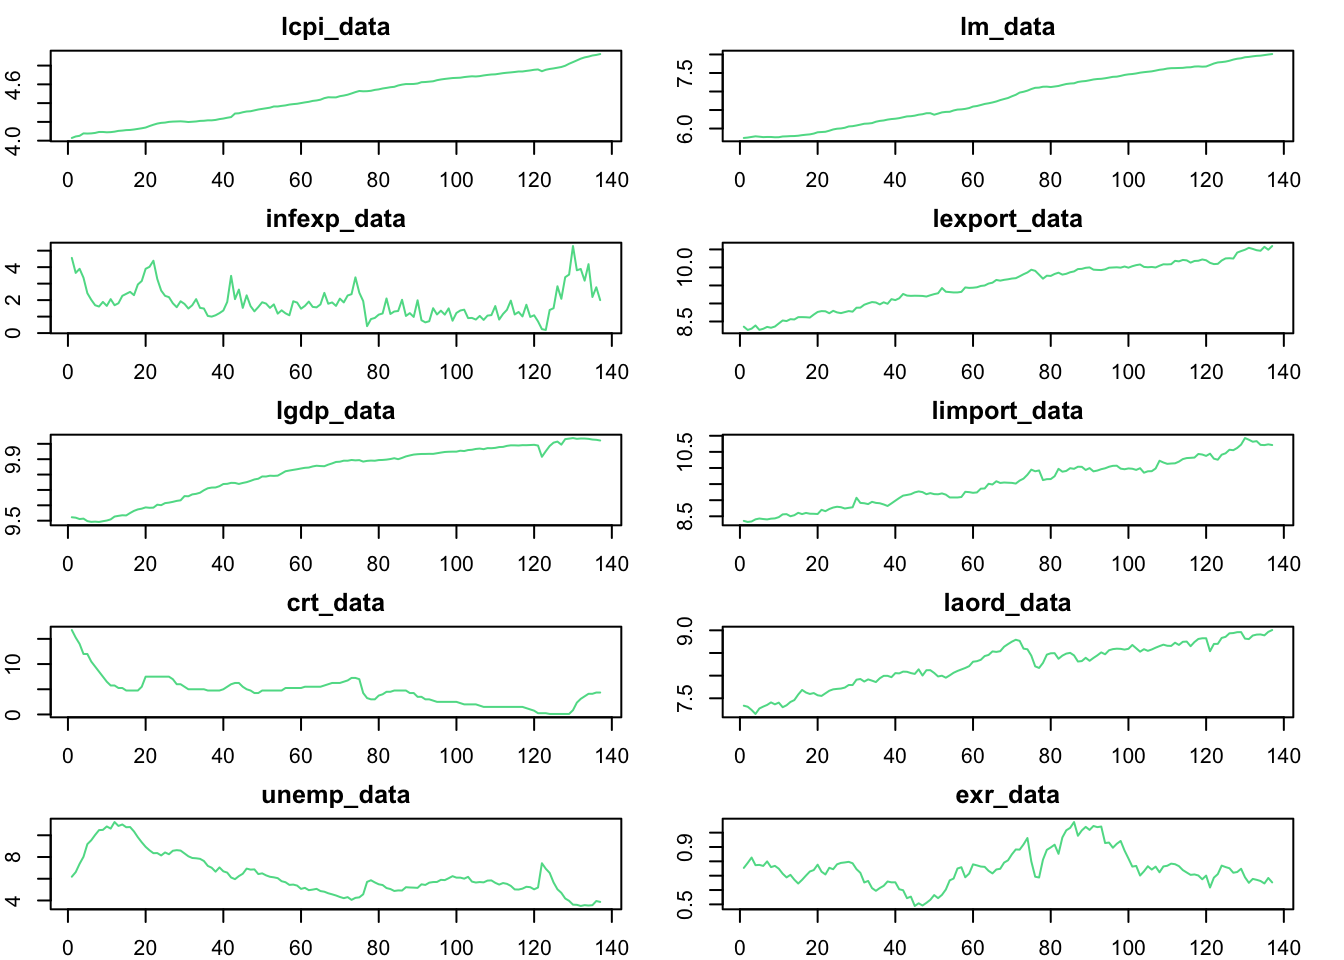 lcpi_data
4.0 4.6
0 20 40 60 80 100 120 140
lm_data
6.0 7.5
0 20 40 60 80 100 120 140
infexp_data
0 2 4
0 20 40 60 80 100 120 140
lexport_data
8.5 10.0
0 20 40 60 80 100 120 140
lgdp_data
9.5 9.9
0 20 40 60 80 100 120 140
limport_data
8.5 10.5
0 20 40 60 80 100 120 140
crt_data
0 10
0 20 40 60 80 100 120 140
laord_data
7.5 9.0
0 20 40 60 80 100 120 140
unemp_data
4 8
0 20 40 60 80 100 120 140
exr_data
0.5 0.9
0 20 40 60 80 100 120 140